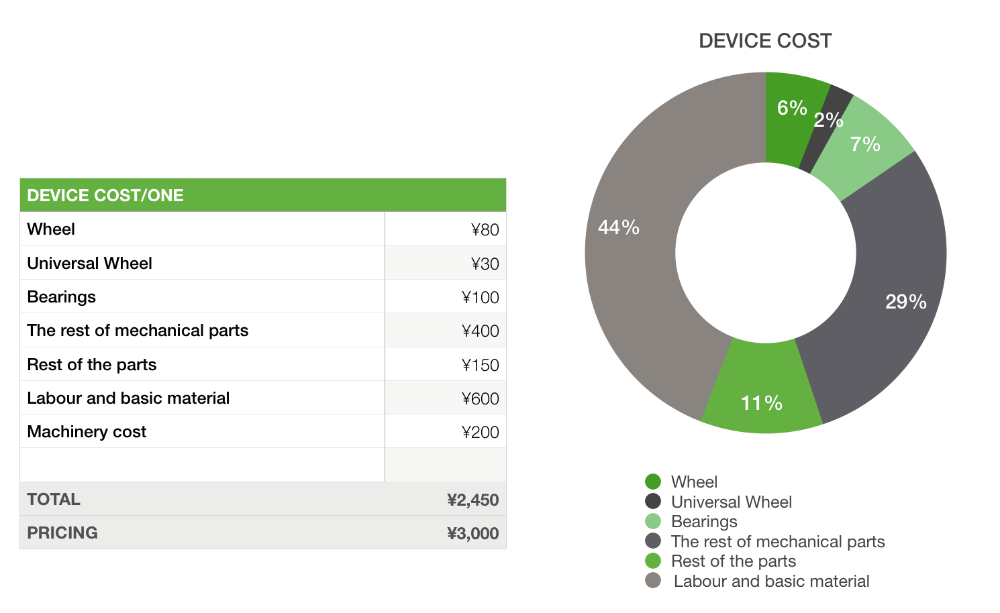 DEVICE COST/ONE
Wheel ¥80
Universal Wheel ¥30
Bearings ¥100
The rest of mechanical parts ¥400
Rest of the parts ¥150
Labour and basic material ¥600
Machinery cost ¥200
TOTAL ¥2,450
PRICING ¥3,000
DEVICE COST
6%
2%
7%
44%
29%
11%
Wheel
Universal Wheel
Bearings
The rest of mechanical parts
Rest of the parts
Labour and basic material